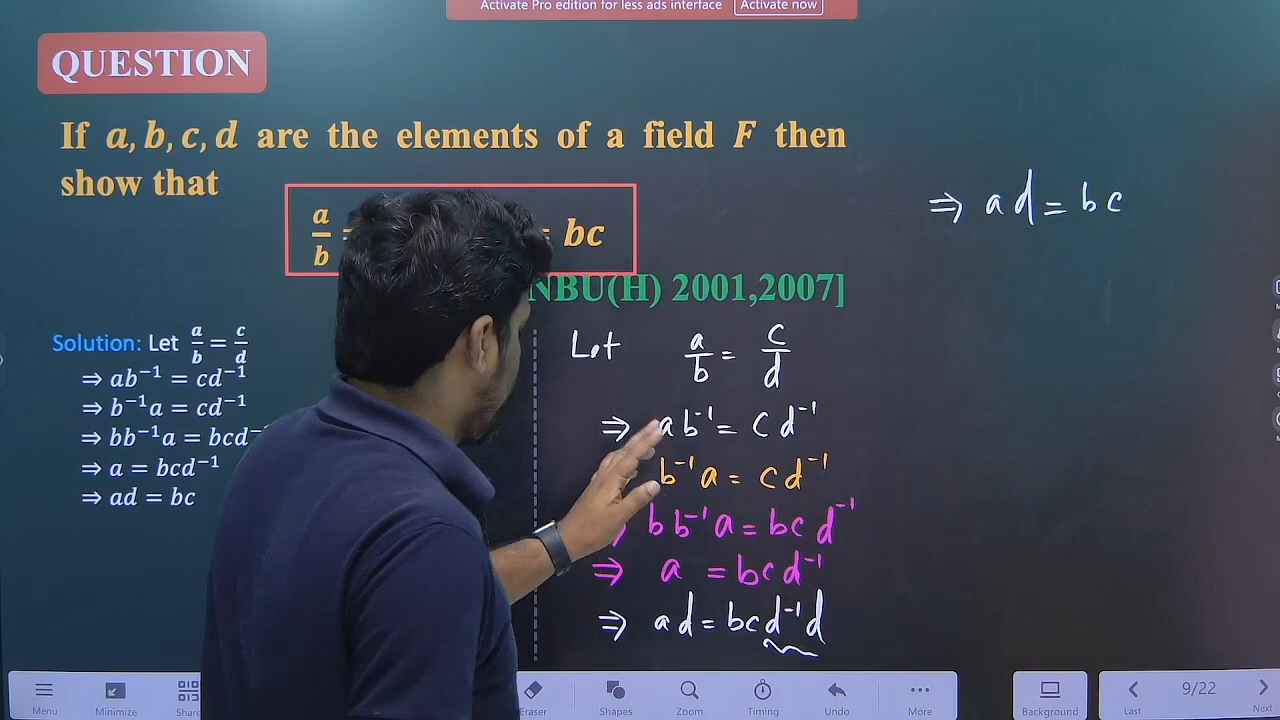 Activate Pro edition for less ads interface Activate now
QUESTION
If a, b, c, d are the elements of a field F then
show that
a/b = bc
NBU(H) 2001,2007]
⇒ ad = bc
Solution: Let a/b = c/d
⇒ ab⁻¹ = cd⁻¹
⇒ b⁻¹a = cd⁻¹
⇒ bb⁻¹a = bcd⁻
⇒ a = bcd⁻¹
⇒ ad = bc
Let a/b = c/d
⇒ ab⁻¹ = cd⁻¹
b⁻¹a = cd⁻¹
bb⁻¹a = bcd⁻¹
⇒ a = bcd⁻¹
⇒ ad = bcd⁻¹d
Menu Minimize Share Eraser Shapes Zoom Timing Undo More Background Last 9/22 Next